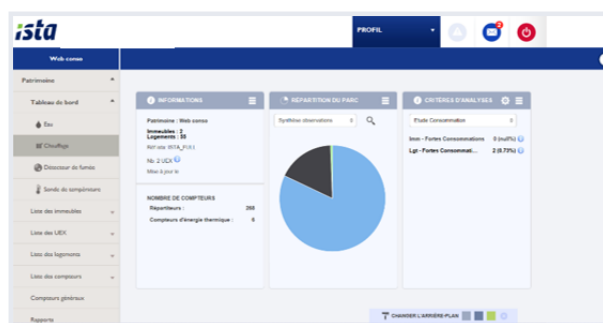 ista
PROFIL
2
Web conso
Patrimoine
Tableau de bord
Eau
Chauffage
Détecteur de fumée
Sonde de température
Liste des immeubles
Liste des UEX
Liste des logements
Liste des compteurs
Compteurs généraux
Rapports
INFORMATIONS
Patrimoine : Web conso
Immeubles : 2
Logements : 55
Nb: 2 UEX
Mise à jour le
NOMBRE DE COMPTEURS
Répartiteurs : 268
Compteurs d'énergie thermique : 6
RÉPARTITION DU PARC
Synthèse observations
CRITÈRES D'ANALYSES
Etude Consommation
Imm - Fortes Consommations 0 (null%)
Lgt - Fortes Consommati... 2 (0.73%)
CHANGER L'ARRIÈRE-PLAN